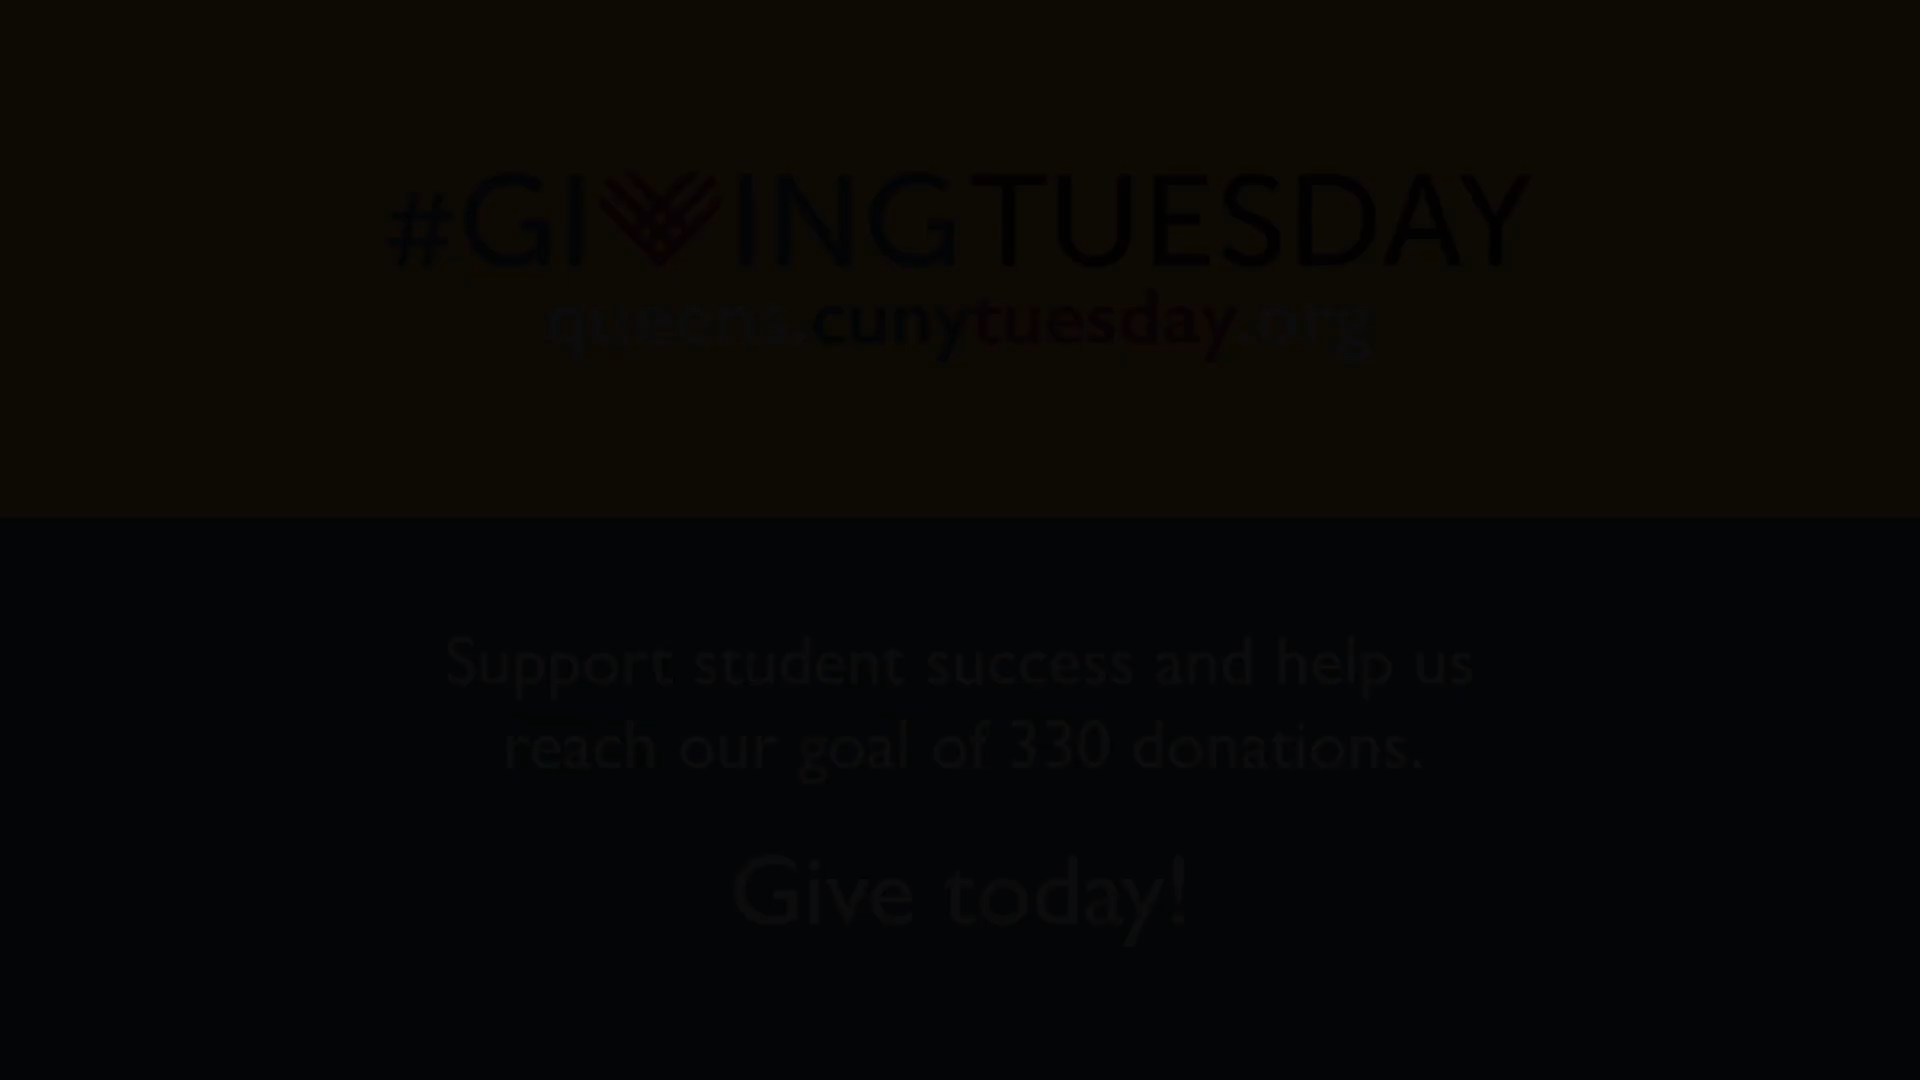 #GIVINGTUESDAY
queens.cunytuesday.org
Support student success and help us
reach our goal of 330 donations.
Give today!